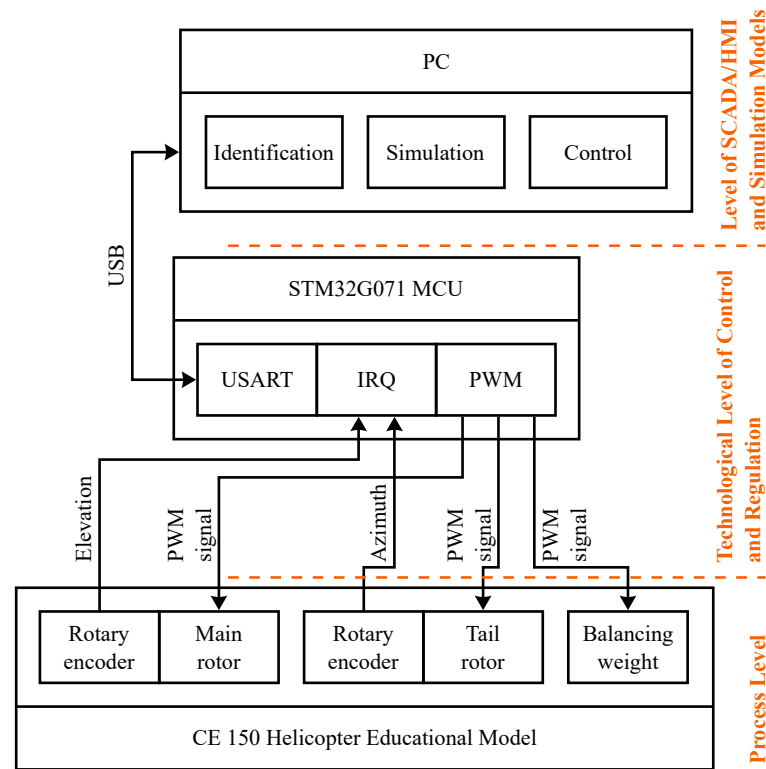 PC
Identification
Simulation
Control
Level of SCADA/HMI
and Simulation Models
USB
STM32G071 MCU
USART
IRQ
PWM
Technological Level of Control
and Regulation
Elevation
PWM
signal
Azimuth
PWM
signal
PWM
signal
Rotary
encoder
Main
rotor
Rotary
encoder
Tail
rotor
Balancing
weight
CE 150 Helicopter Educational Model
Process Level